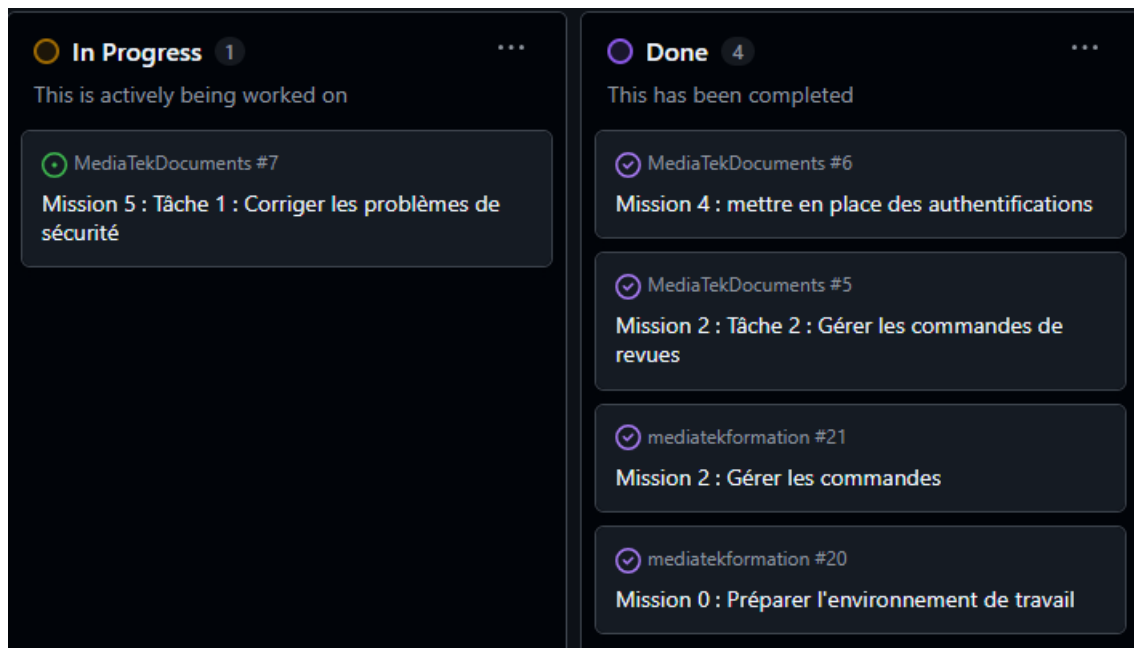 In Progress 1
This is actively being worked on
MediaTekDocuments #7
Mission 5 : Tâche 1 : Corriger les problèmes de
sécurité
Done 4
This has been completed
MediaTekDocuments #6
Mission 4 : mettre en place des authentifications
MediaTekDocuments #5
Mission 2 : Tâche 2 : Gérer les commandes de
revues
mediatekformation #21
Mission 2 : Gérer les commandes
mediatekformation #20
Mission 0 : Préparer l'environnement de travail